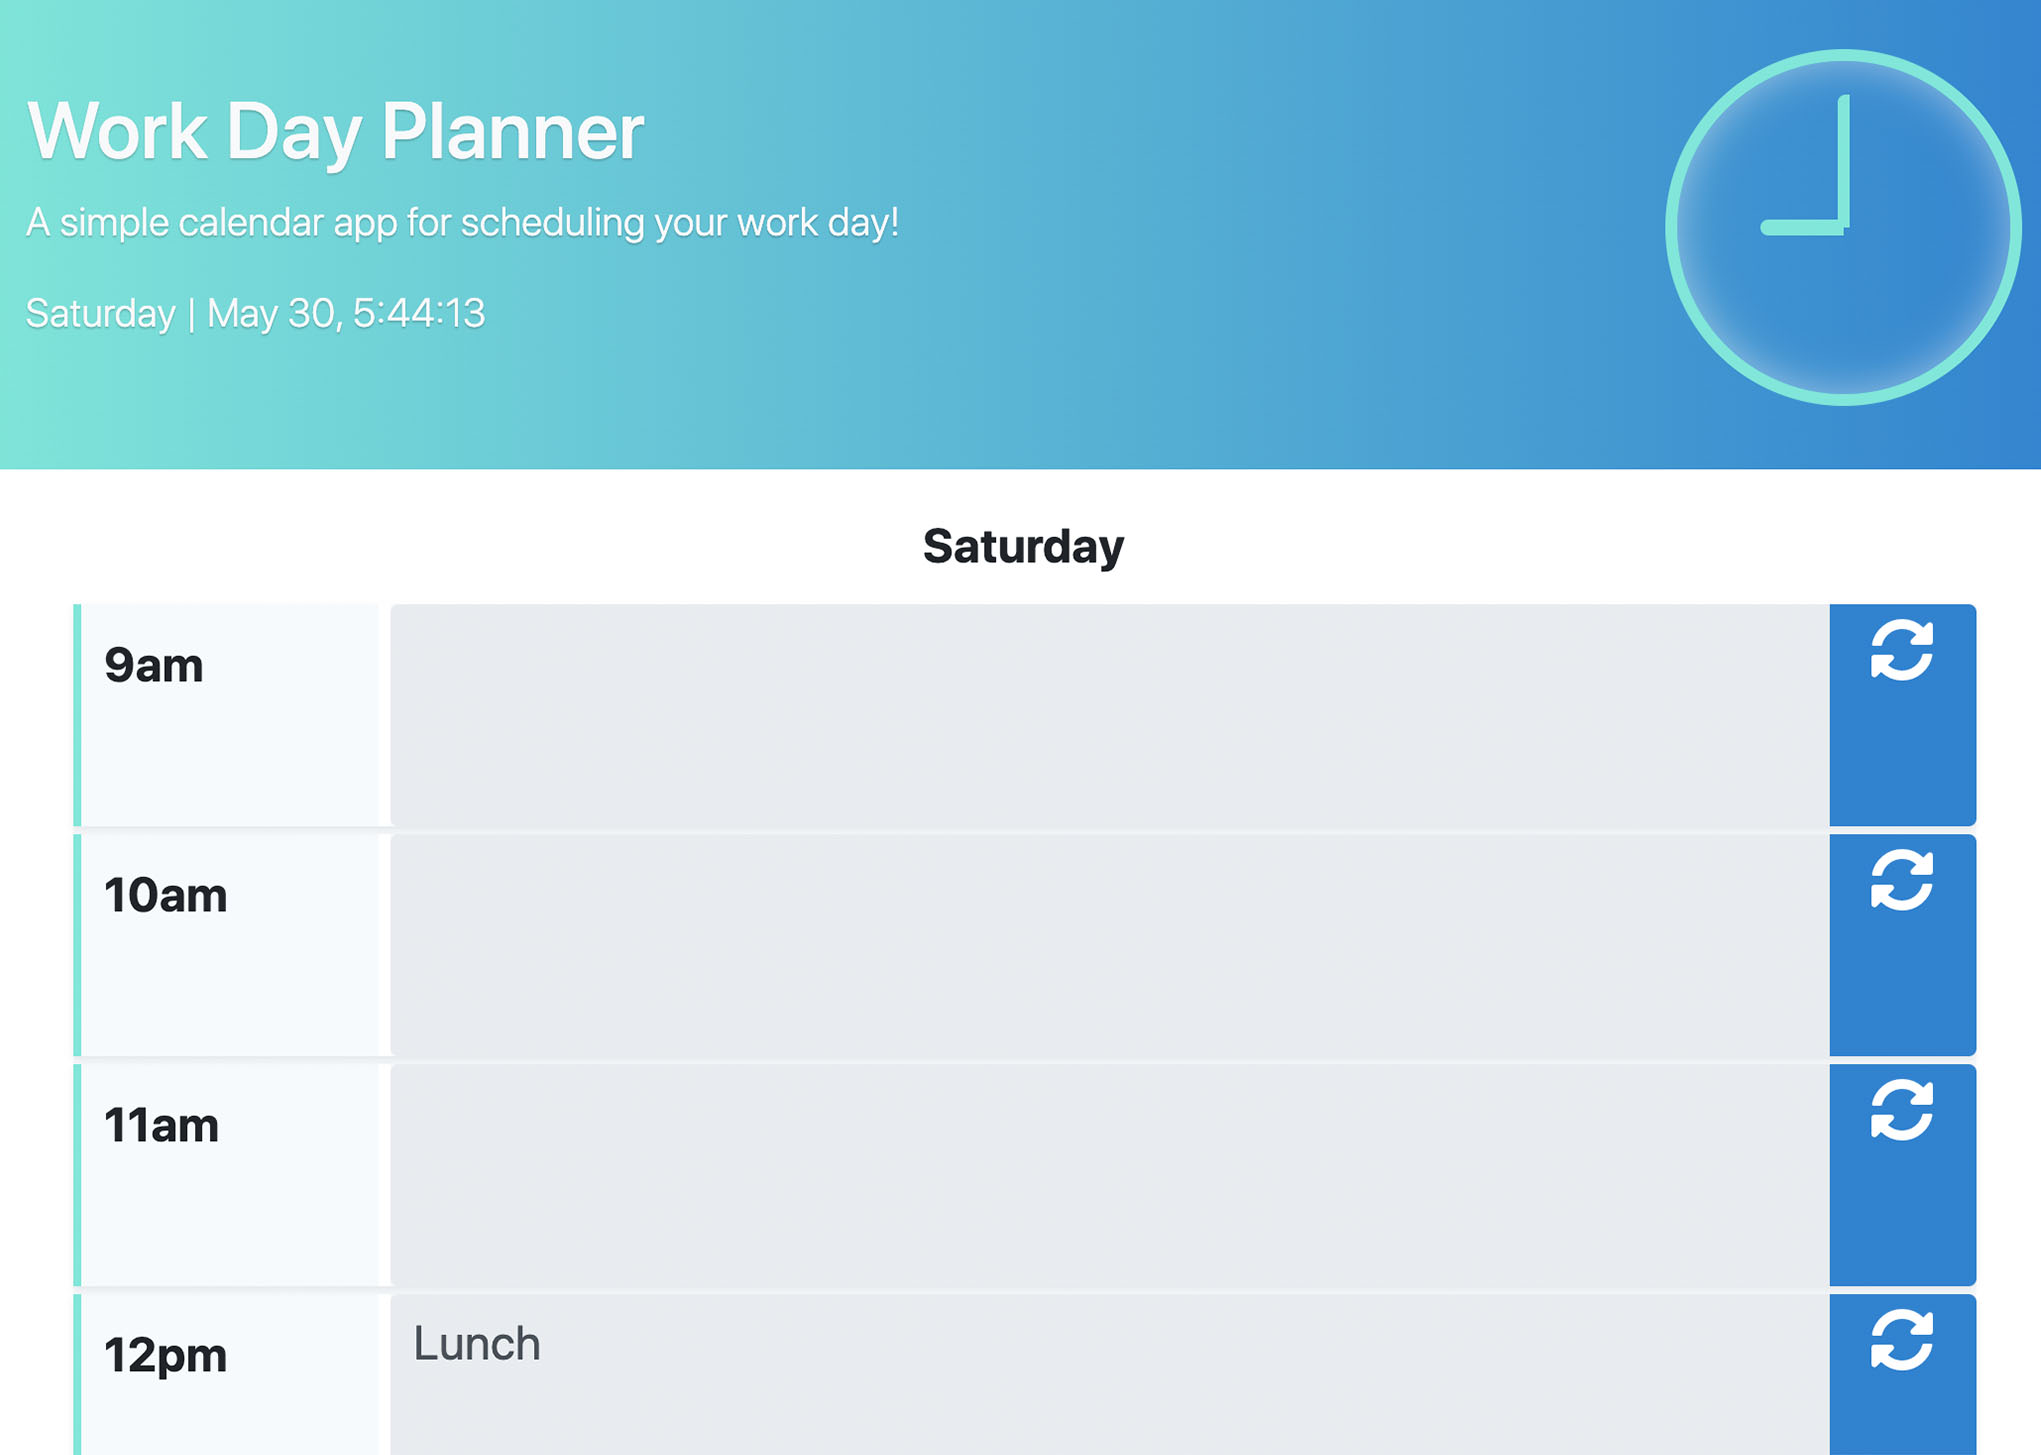 Work Day Planner
A simple calendar app for scheduling your work day!
Saturday | May 30, 5:44:13
Saturday
9am
10am
11am
12pm
Lunch